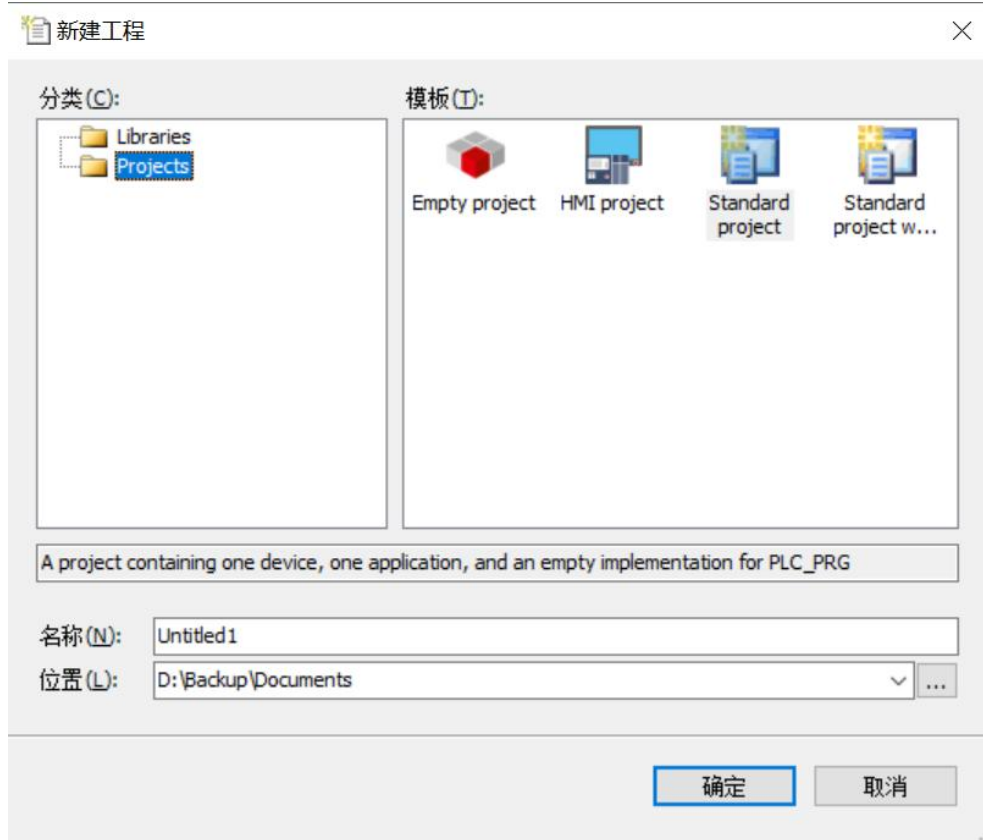 新建工程
分类(C):
模板(T):
Libraries
Projects
Empty project
HMI project
Standard
project
Standard
project w...
A project containing one device, one application, and an empty implementation for PLC_PRG
名称(N):
Untitled1
位置(L):
D:\Backup\Documents
...
确定
取消